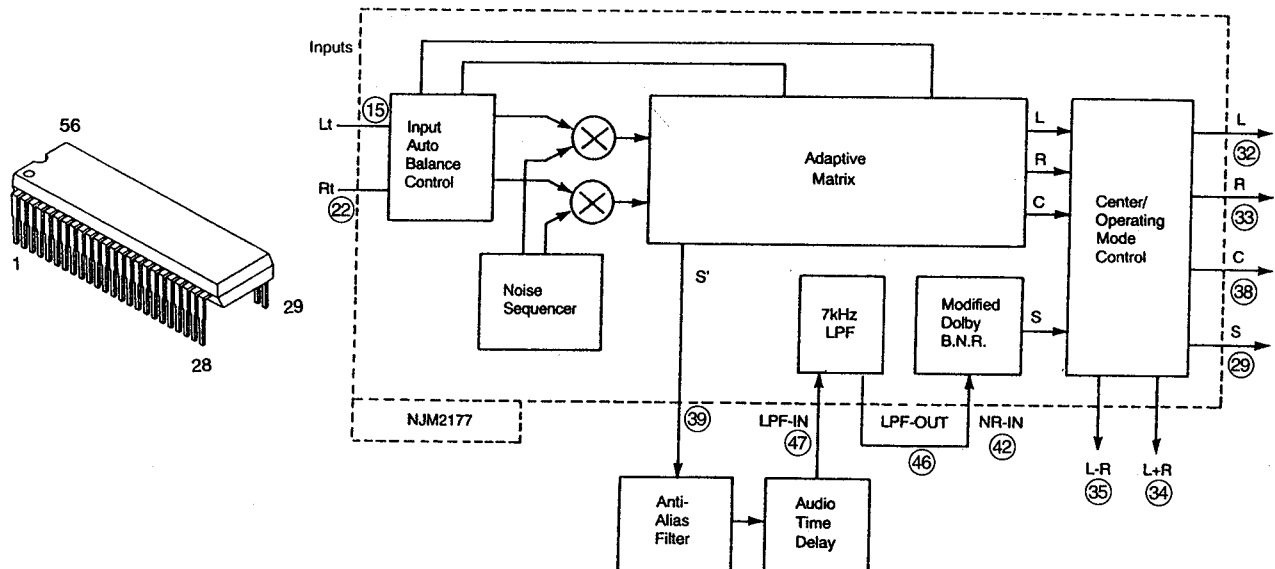 56
1
28
29
Inputs
15
Lt
Rt
22
Input
Auto
Balance
Control
Noise
Sequencer
Adaptive
Matrix
L
R
C
S'
7kHz
LPF
Modified
Dolby
B.N.R.
S
Center/
Operating
Mode
Control
L
32
R
33
C
38
S
29
NJM2177
39
LPF-IN
47
LPF-OUT
46
NR-IN
42
L-R
35
L+R
34
Anti-
Alias
Filter
Audio
Time
Delay